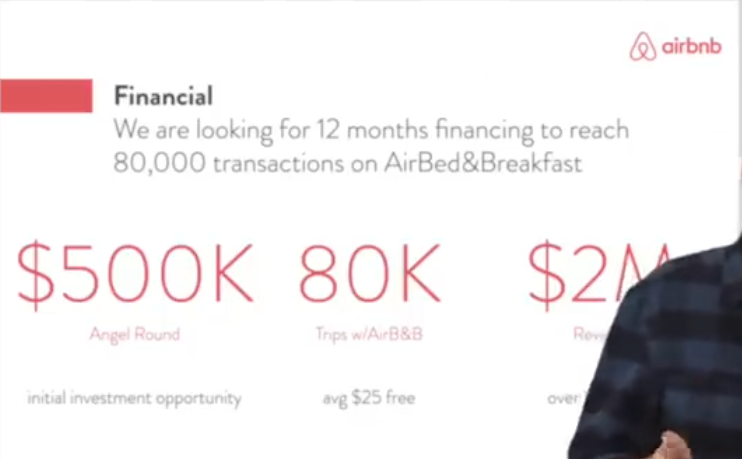 airbnb
Financial
We are looking for 12 months financing to reach
80,000 transactions on AirBed&Breakfast
$500K 80K $2M
Angel Round Trips w/AirB&B
initial investment opportunity avg $25 free over